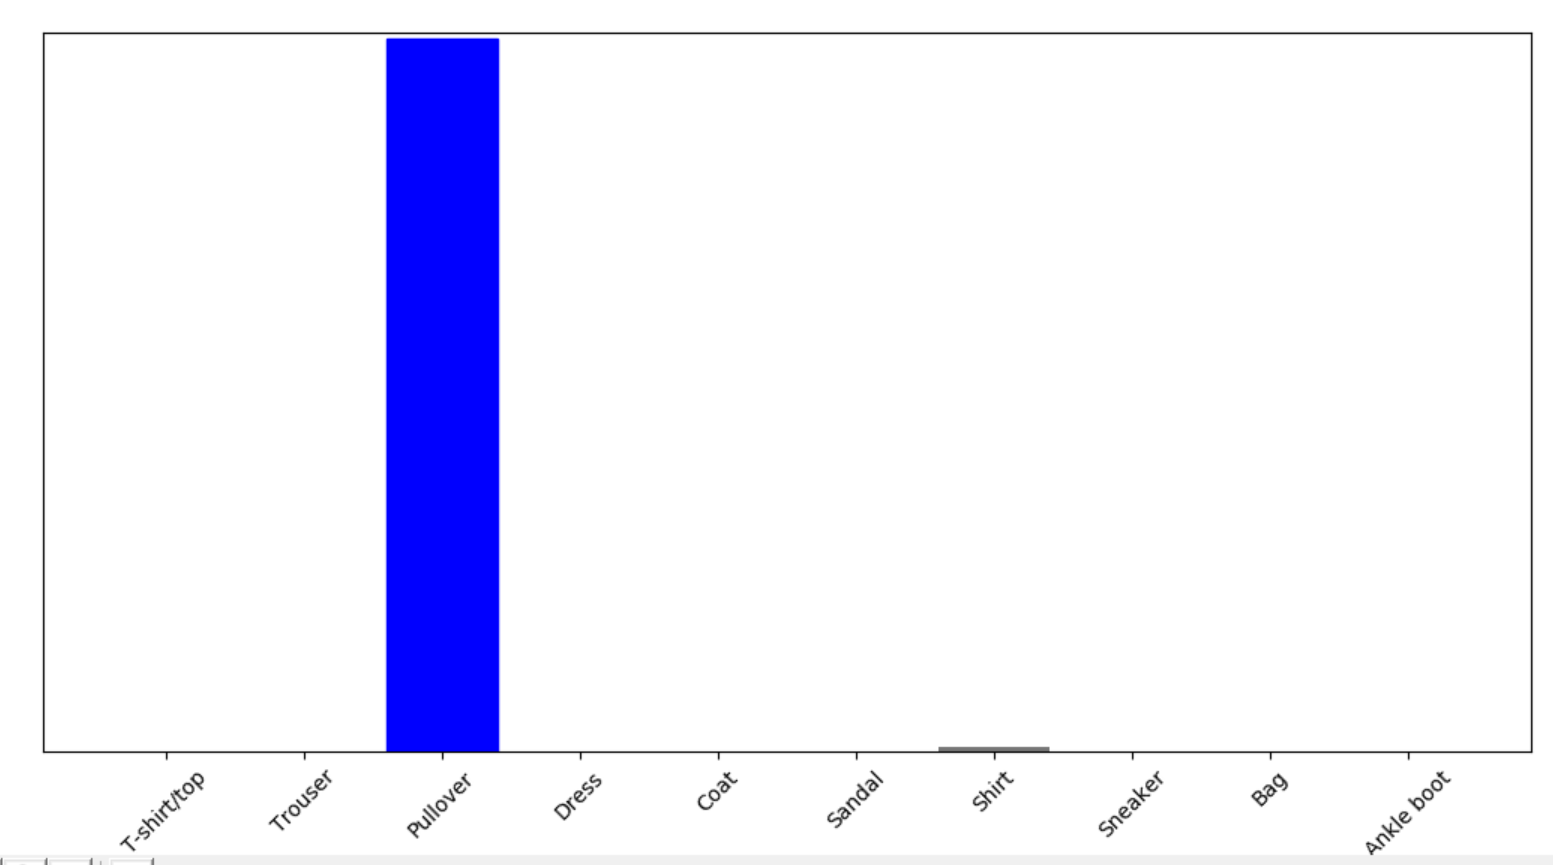 T-shirt/top
Trouser
Pullover
Dress
Coat
Sandal
Shirt
Sneaker
Bag
Ankle boot